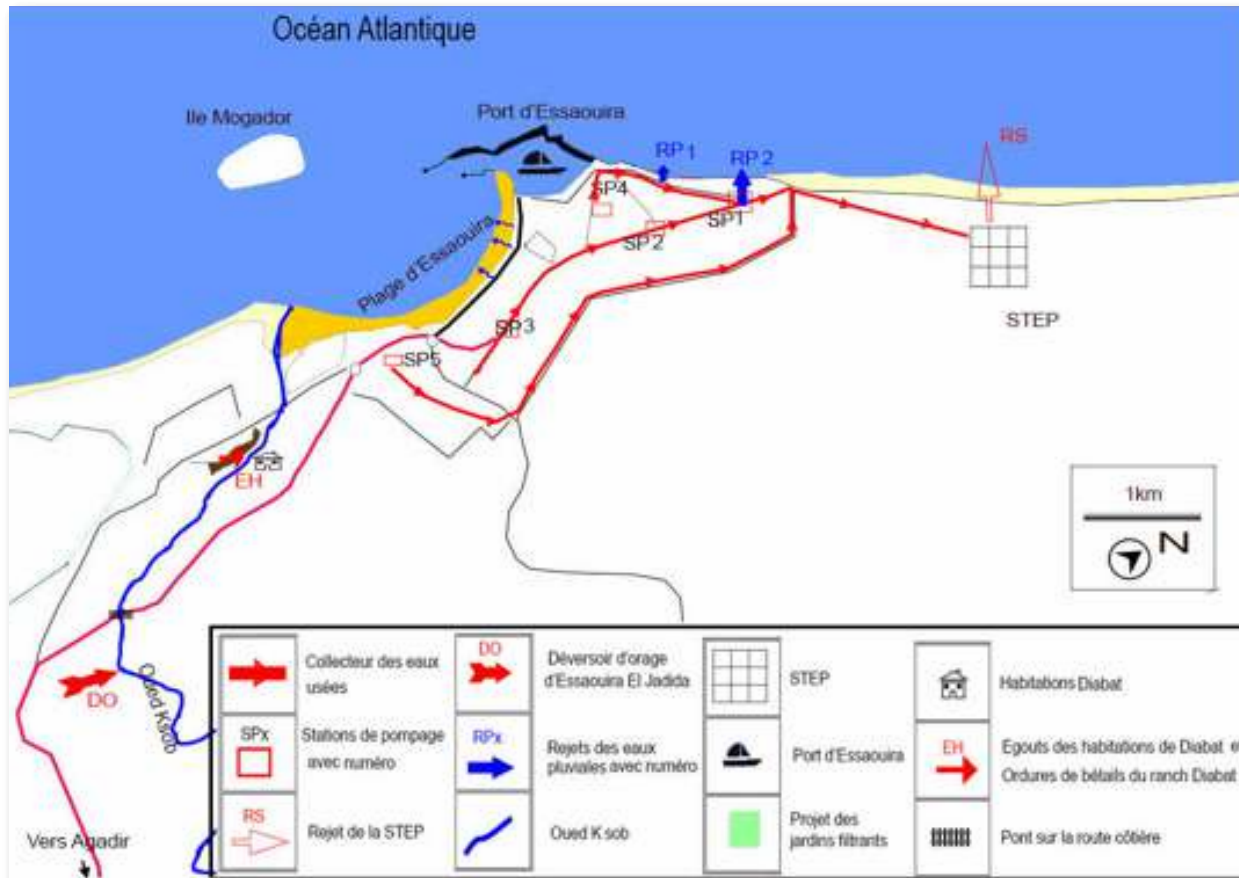 Océan Atlantique
Ile Mogador
Port d'Essaouira
RP 1
RP 2
RS
SP4
SP2
SP1
Plage d'Essaouira
SP3
SP5
STEP
EH
1km
N
DO
Oued Ksob
Vers Agadir
Collecteur des eaux
usées
DO
Déversoir d'orage
d'Essaouira El Jadida
STEP
Habitations Diabat
SPx
Stations de pompage
avec numéro
RPx
Rejets des eaux
pluviales avec numéro
Port d'Essaouira
EH
Egouts des habitations de Diabat et
Ordures de bétails du ranch Diabat
RS
Rejet de la STEP
Oued K sob
Projet des
jardins filtrants
Pont sur la route côtière